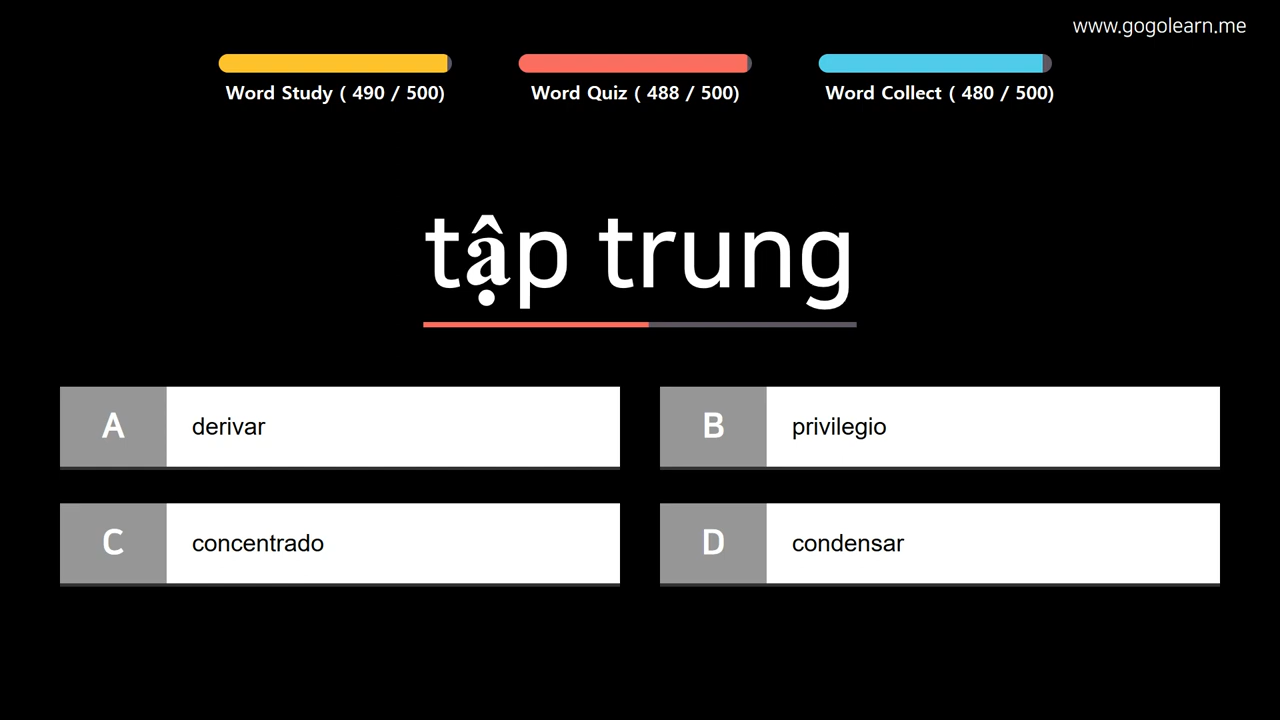 www.gogolearn.me
Word Study ( 490 / 500)
Word Quiz ( 488 / 500)
Word Collect ( 480 / 500)
tập trung
A derivar
B privilegio
C concentrado
D condensar